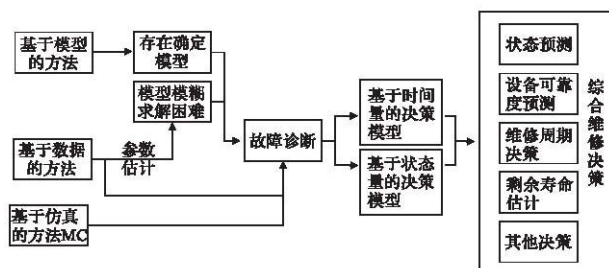 基于模型
的方法
存在确定
模型
模型模糊
求解困难
基于数据
的方法
参数
估计
基于仿真
的方法MC
故障诊断
基于时间
量的决策
模型
基于状态
量的决策
模型
状态预测
设备可靠
度预测
维修周期
决策
剩余寿命
估计
其他决策
综合维修决策